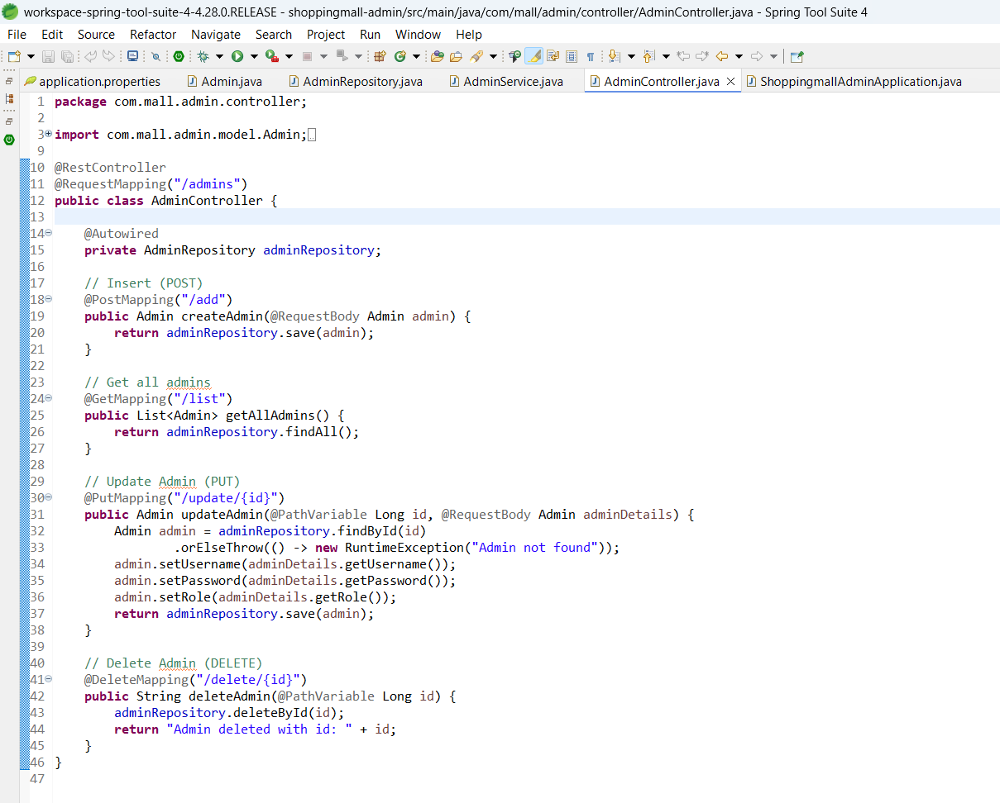 workspace-spring-tool-suite-4-4.28.0.RELEASE - shoppingmall-admin/src/main/java/com/mall/admin/controller/AdminController.java - Spring Tool Suite 4
File Edit Source Refactor Navigate Search Project Run Window Help
application.properties Admin.java AdminRepository.java AdminService.java AdminController.java ShoppingmallAdminApplication.java
1 package com.mall.admin.controller;
2
3 import com.mall.admin.model.Admin;
9
10 @RestController
11 @RequestMapping("/admins")
12 public class AdminController {
13
14     @Autowired
15     private AdminRepository adminRepository;
16
17     // Insert (POST)
18     @PostMapping("/add")
19     public Admin createAdmin(@RequestBody Admin admin) {
20         return adminRepository.save(admin);
21     }
22
23     // Get all admins
24     @GetMapping("/list")
25     public List<Admin> getAllAdmins() {
26         return adminRepository.findAll();
27     }
28
29     // Update Admin (PUT)
30     @PutMapping("/update/{id}")
31     public Admin updateAdmin(@PathVariable Long id, @RequestBody Admin adminDetails) {
32         Admin admin = adminRepository.findById(id)
33                 .orElseThrow(() -> new RuntimeException("Admin not found"));
34         admin.setUsername(adminDetails.getUsername());
35         admin.setPassword(adminDetails.getPassword());
36         admin.setRole(adminDetails.getRole());
37         return adminRepository.save(admin);
38     }
39
40     // Delete Admin (DELETE)
41     @DeleteMapping("/delete/{id}")
42     public String deleteAdmin(@PathVariable Long id) {
43         adminRepository.deleteById(id);
44         return "Admin deleted with id: " + id;
45     }
46 }
47